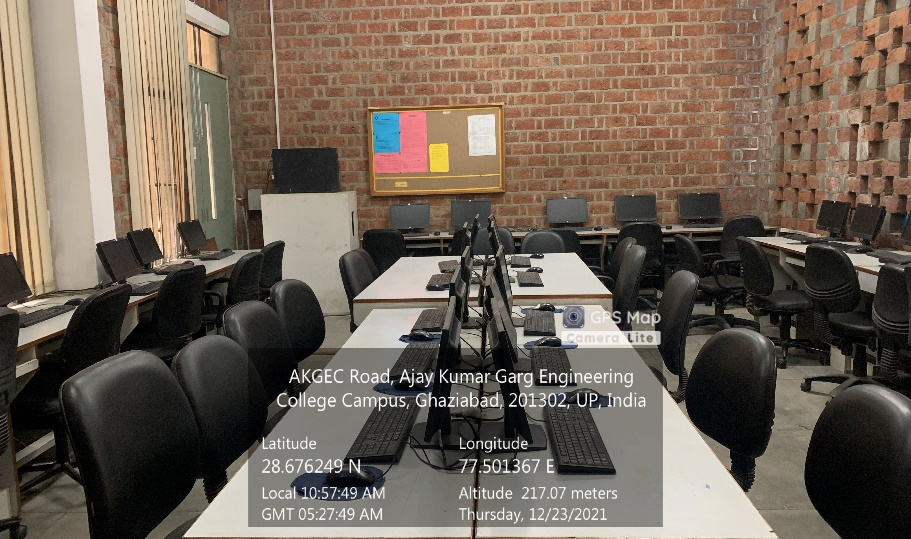 GPS Map
Camera Lite
AKGEC Road, Ajay Kumar Garg Engineering
College Campus, Ghaziabad, 201302, UP, India
Latitude
Longitude
28.676249 N
77.501367 E
Local 10:57:49 AM
Altitude 217.07 meters
GMT 05:27:49 AM
Thursday, 12/23/2021